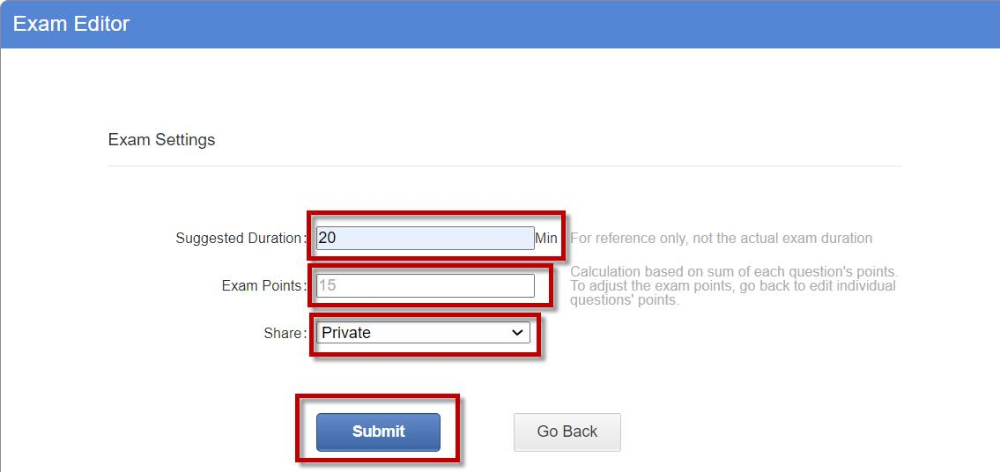 Exam Editor
Exam Settings
Suggested Duration: 20 Min For reference only, not the actual exam duration
Exam Points: 15
Calculation based on sum of each question's points.
To adjust the exam points, go back to edit individual
questions' points.
Share: Private
Submit Go Back